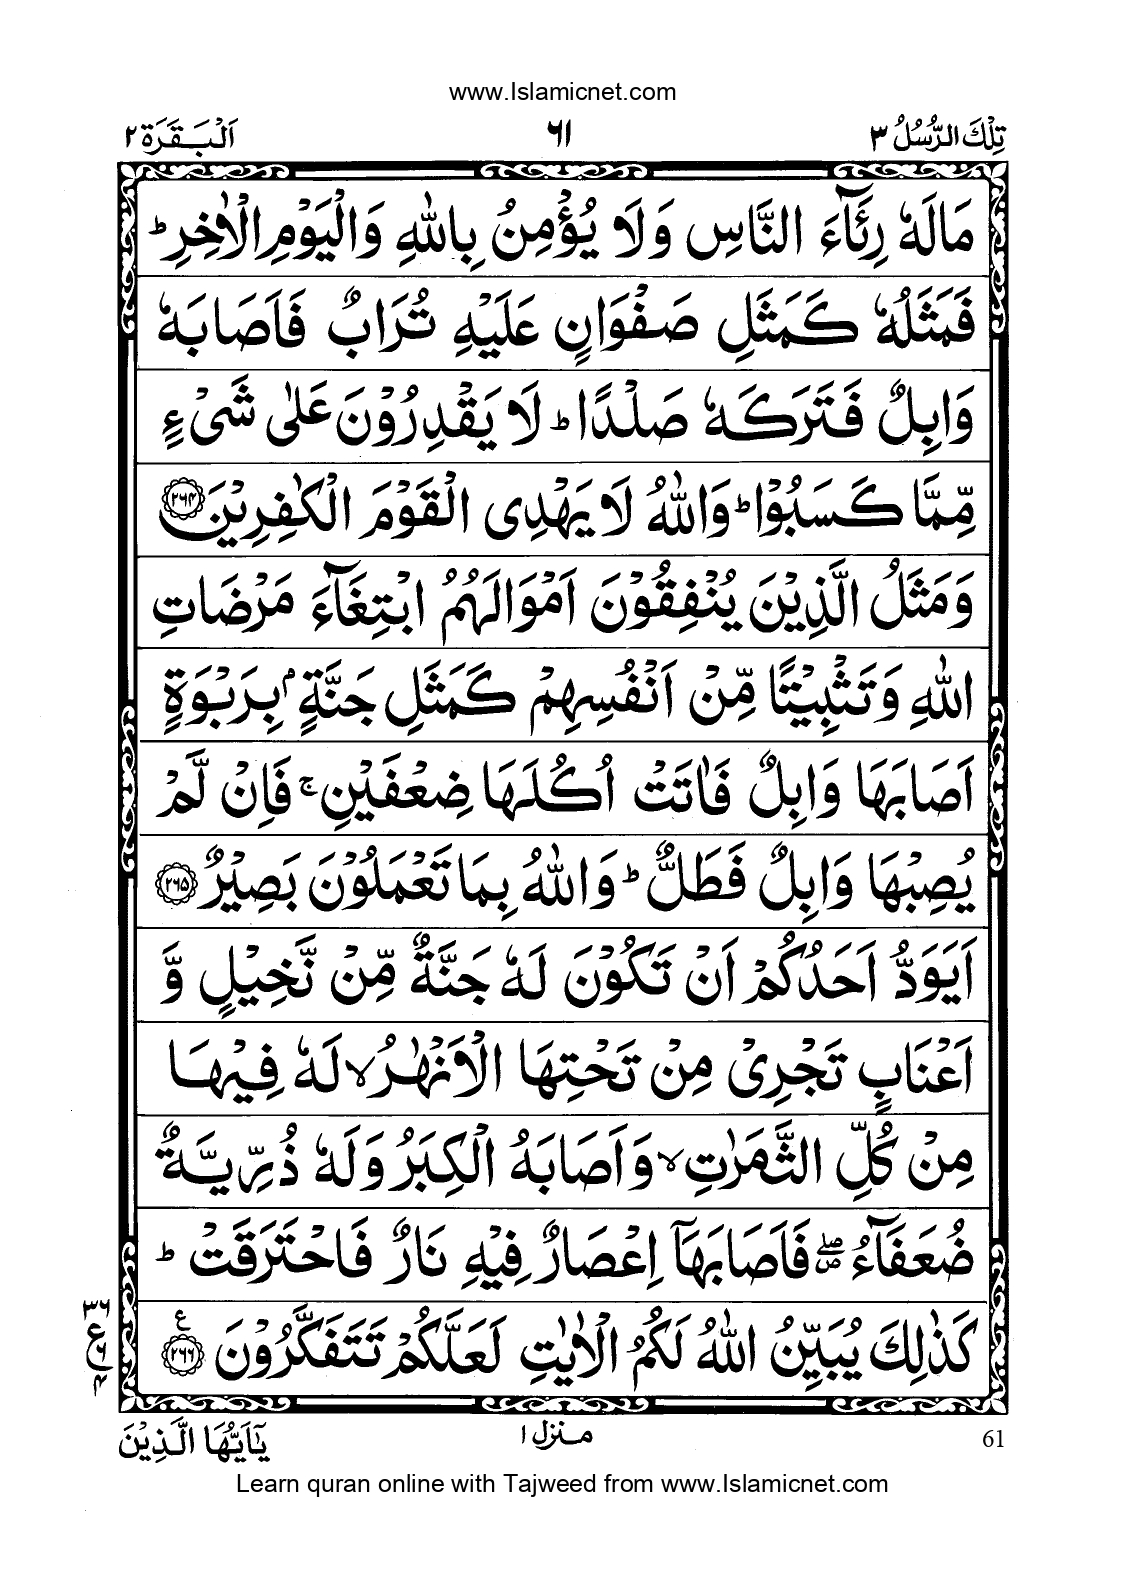 www.Islamicnet.com
تِلْكَ الرُّسُلُ ٣
٦١
اَلْبَقَرَة ٢
مَالَهٗ رِئَآءَ النَّاسِ وَلَا يُؤْمِنُ بِاللّٰهِ وَالْيَوْمِ الْاٰخِرِ ؕ
فَمَثَلُهٗ كَمَثَلِ صَفْوَانٍ عَلَيْهِ تُرَابٌ فَاَصَابَهٗ
وَابِلٌ فَتَرَكَهٗ صَلْدًا ؕ لَا يَقْدِرُوْنَ عَلٰى شَىْءٍ
مِّمَّا كَسَبُوْا ؕ وَاللّٰهُ لَا يَهْدِى الْقَوْمَ الْكٰفِرِيْنَ ۝٢٦٤
وَمَثَلُ الَّذِيْنَ يُنْفِقُوْنَ اَمْوَالَهُمُ ابْتِغَآءَ مَرْضَاتِ
اللّٰهِ وَتَثْبِيْتًا مِّنْ اَنْفُسِهِمْ كَمَثَلِ جَنَّةٍۭ بِرَبْوَةٍ
اَصَابَهَا وَابِلٌ فَاٰتَتْ اُكُلَهَا ضِعْفَيْنِ ۚ فَاِنْ لَّمْ
يُصِبْهَا وَابِلٌ فَطَلٌّ ؕ وَاللّٰهُ بِمَا تَعْمَلُوْنَ بَصِيْرٌ ۝٢٦٥
اَيَوَدُّ اَحَدُكُمْ اَنْ تَكُوْنَ لَهٗ جَنَّةٌ مِّنْ نَّخِيْلٍ وَّ
اَعْنَابٍ تَجْرِىْ مِنْ تَحْتِهَا الْاَنْهٰرُ ۙ لَهٗ فِيْهَا
مِنْ كُلِّ الثَّمَرٰتِ ۙ وَاَصَابَهُ الْكِبَرُ وَلَهٗ ذُرِّيَّةٌ
ضُعَفَآءُ ۖ فَاَصَابَهَاۤ اِعْصَارٌ فِيْهِ نَارٌ فَاحْتَرَقَتْ ؕ
كَذٰلِكَ يُبَيِّنُ اللّٰهُ لَكُمُ الْاٰيٰتِ لَعَلَّكُمْ تَتَفَكَّرُوْنَ ۝٢٦٦ ع
٣٦
ع ٦
٤
يٰۤاَيُّهَا الَّذِيْنَ
منزل ١
61
Learn quran online with Tajweed from www.Islamicnet.com